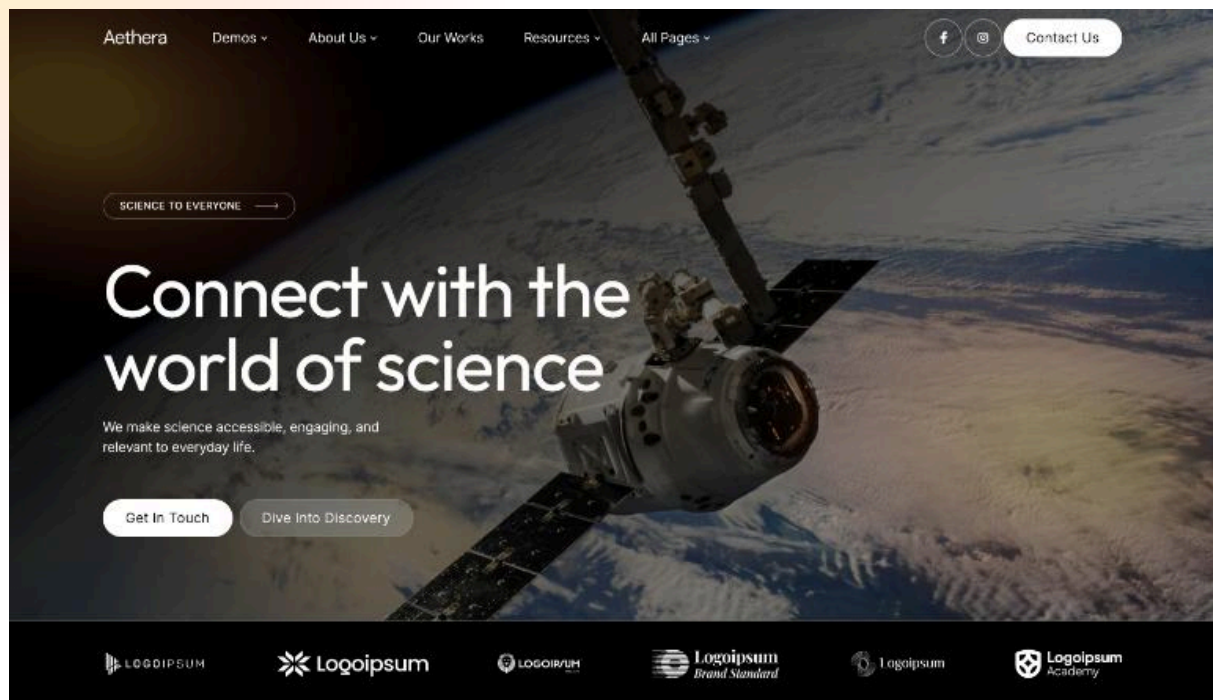 Aethera
Demos
About Us
Our Works
Resources
All Pages
Contact Us
SCIENCE TO EVERYONE
Connect with the
world of science
We make science accessible, engaging, and
relevant to everyday life.
Get In Touch
Dive Into Discovery
LOGOIPSUM
Logoipsum
LOGOIPSUM
Logoipsum
Brand Standard
Logoipsum
Logoipsum
Academy